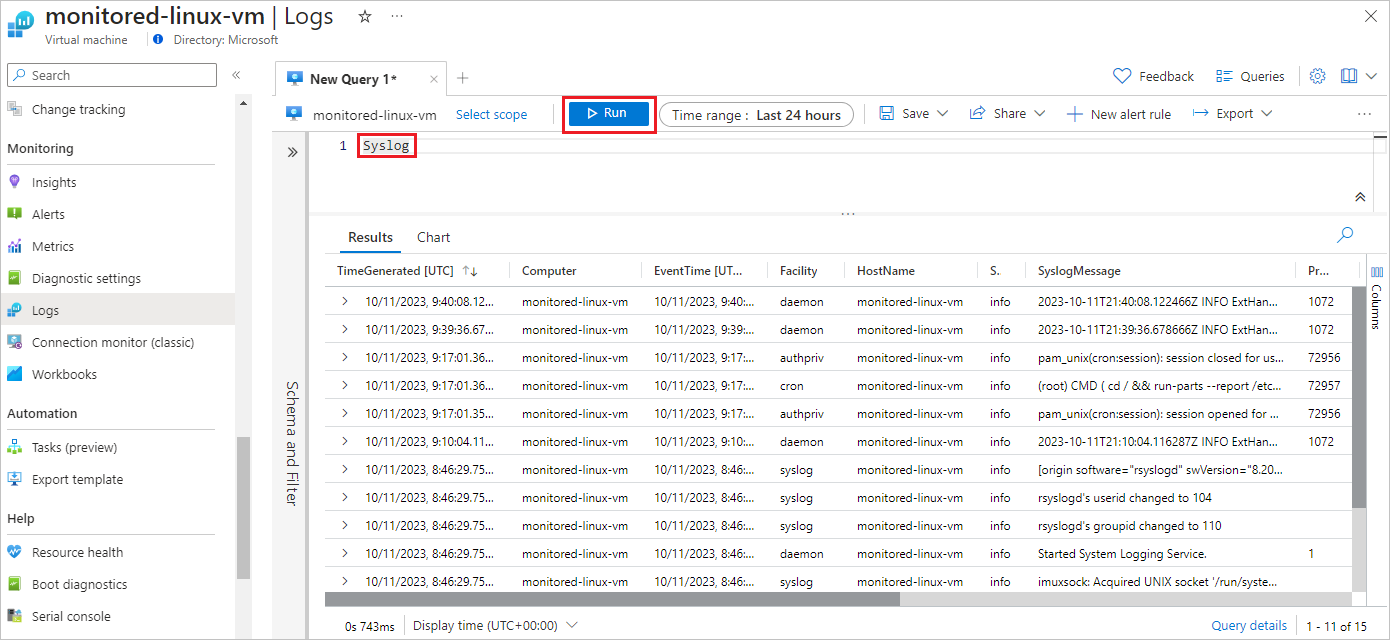 monitored-linux-vm | Logs ☆ ...
Virtual machine Directory: Microsoft
Search «
Change tracking
Monitoring
Insights
Alerts
Metrics
Diagnostic settings
Logs
Connection monitor (classic)
Workbooks
Automation
Tasks (preview)
Export template
Help
Resource health
Boot diagnostics
Serial console
New Query 1*
Feedback Queries
monitored-linux-vm Select scope Run Time range : Last 24 hours Save Share New alert rule Export ...
1 Syslog
Schema and Filter
Results Chart
TimeGenerated [UTC] Computer EventTime [UT... Facility HostName S. SyslogMessage Pr...
10/11/2023, 9:40:08.12... monitored-linux-vm 10/11/2023, 9:40:... daemon monitored-linux-vm info 2023-10-11T21:40:08.122466Z INFO ExtHan... 1072
10/11/2023, 9:39:36.67... monitored-linux-vm 10/11/2023, 9:39:... daemon monitored-linux-vm info 2023-10-11T21:39:36.678666Z INFO ExtHan... 1072
10/11/2023, 9:17:01.36... monitored-linux-vm 10/11/2023, 9:17:... authpriv monitored-linux-vm info pam_unix(cron:session): session closed for us... 72956
10/11/2023, 9:17:01.36... monitored-linux-vm 10/11/2023, 9:17:... cron monitored-linux-vm info (root) CMD ( cd / && run-parts --report /etc... 72957
10/11/2023, 9:17:01.35... monitored-linux-vm 10/11/2023, 9:17:... authpriv monitored-linux-vm info pam_unix(cron:session): session opened for ... 72956
10/11/2023, 9:10:04.11... monitored-linux-vm 10/11/2023, 9:10:... daemon monitored-linux-vm info 2023-10-11T21:10:04.116287Z INFO ExtHan... 1072
10/11/2023, 8:46:29.75... monitored-linux-vm 10/11/2023, 8:46:... syslog monitored-linux-vm info [origin software="rsyslogd" swVersion="8.20...
10/11/2023, 8:46:29.75... monitored-linux-vm 10/11/2023, 8:46:... syslog monitored-linux-vm info rsyslogd's userid changed to 104
10/11/2023, 8:46:29.75... monitored-linux-vm 10/11/2023, 8:46:... syslog monitored-linux-vm info rsyslogd's groupid changed to 110
10/11/2023, 8:46:29.75... monitored-linux-vm 10/11/2023, 8:46:... daemon monitored-linux-vm info Started System Logging Service. 1
10/11/2023, 8:46:29.75... monitored-linux-vm 10/11/2023, 8:46:... syslog monitored-linux-vm info imuxsock: Acquired UNIX socket '/run/syste...
Columns
0s 743ms Display time (UTC+00:00) Query details 1 - 11 of 15